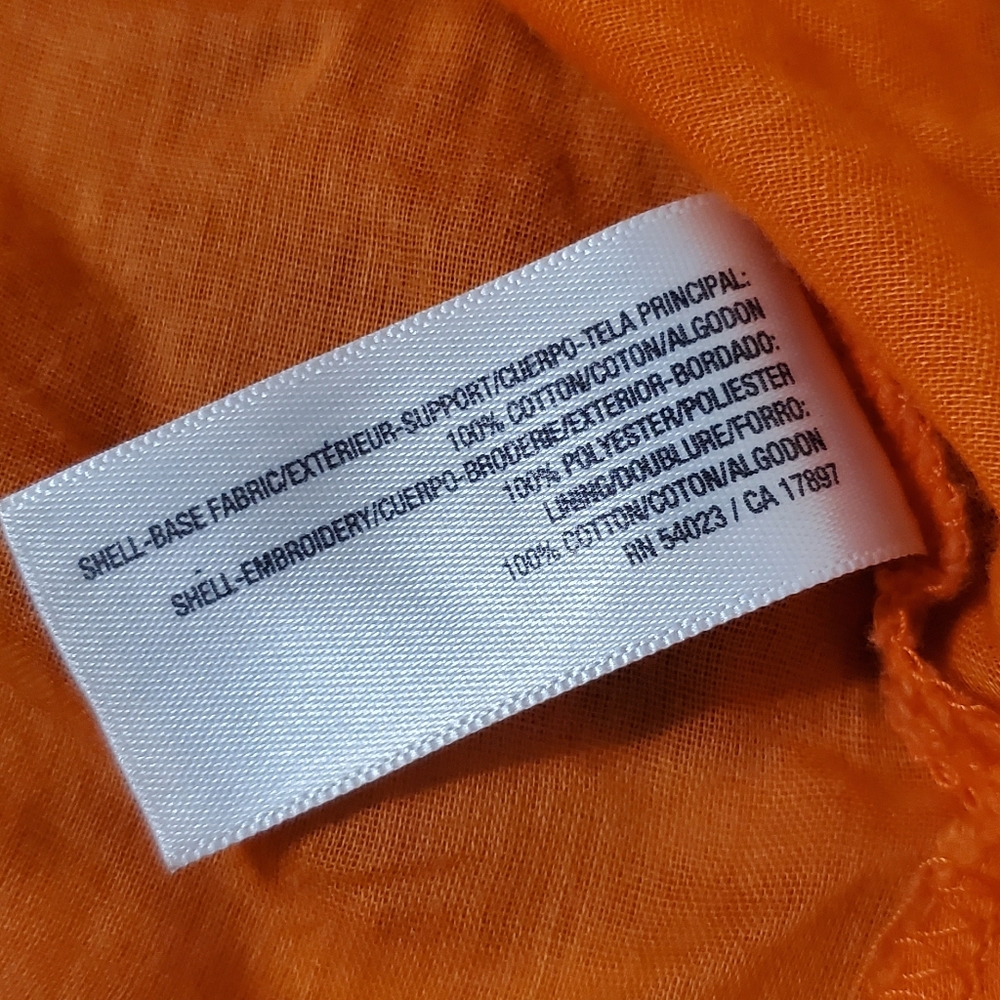 SHELL-BASE FABRIC/EXTÉRIEUR-SUPPORT/CUERPO-TELA PRINCIPAL:
100% COTTON/COTON/ALGODON
SHELL-EMBROIDERY/CUERPO-BRODERIE/EXTERIOR-BORDADO:
100% POLYESTER/POLIESTER
LINING/DOUBLURE/FORRO:
100% COTTON/COTON/ALGODON
RN 54023 / CA 17897